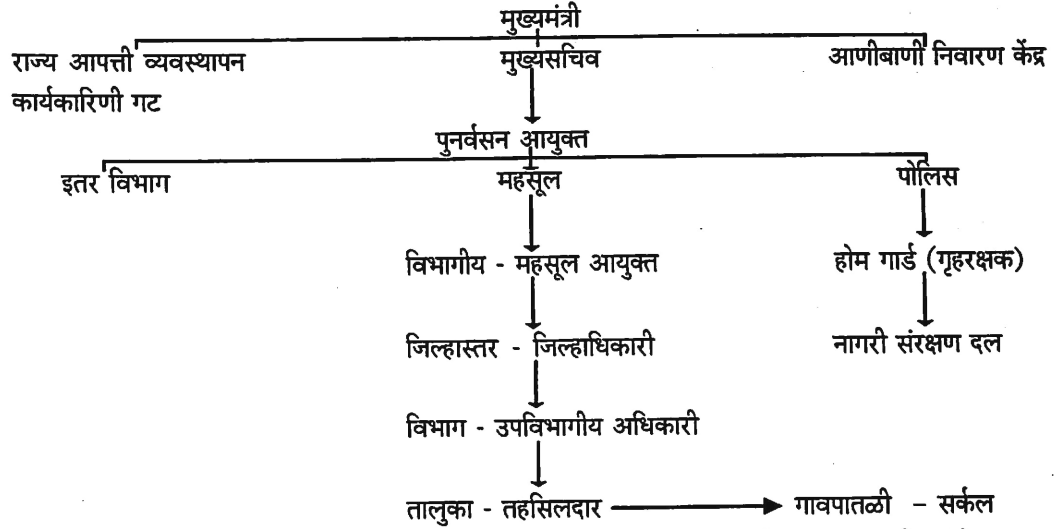 मुख्यमंत्री
राज्य आपत्ती व्यवस्थापन
कार्यकारिणी गट
मुख्यसचिव
आणीबाणी निवारण केंद्र
पुनर्वसन आयुक्त
इतर विभाग
महसूल
पोलिस
विभागीय - महसूल आयुक्त
होम गार्ड (गृहरक्षक)
जिल्हास्तर - जिल्हाधिकारी
नागरी संरक्षण दल
विभाग - उपविभागीय अधिकारी
तालुका - तहसिलदार
गावपातळी – सर्कल